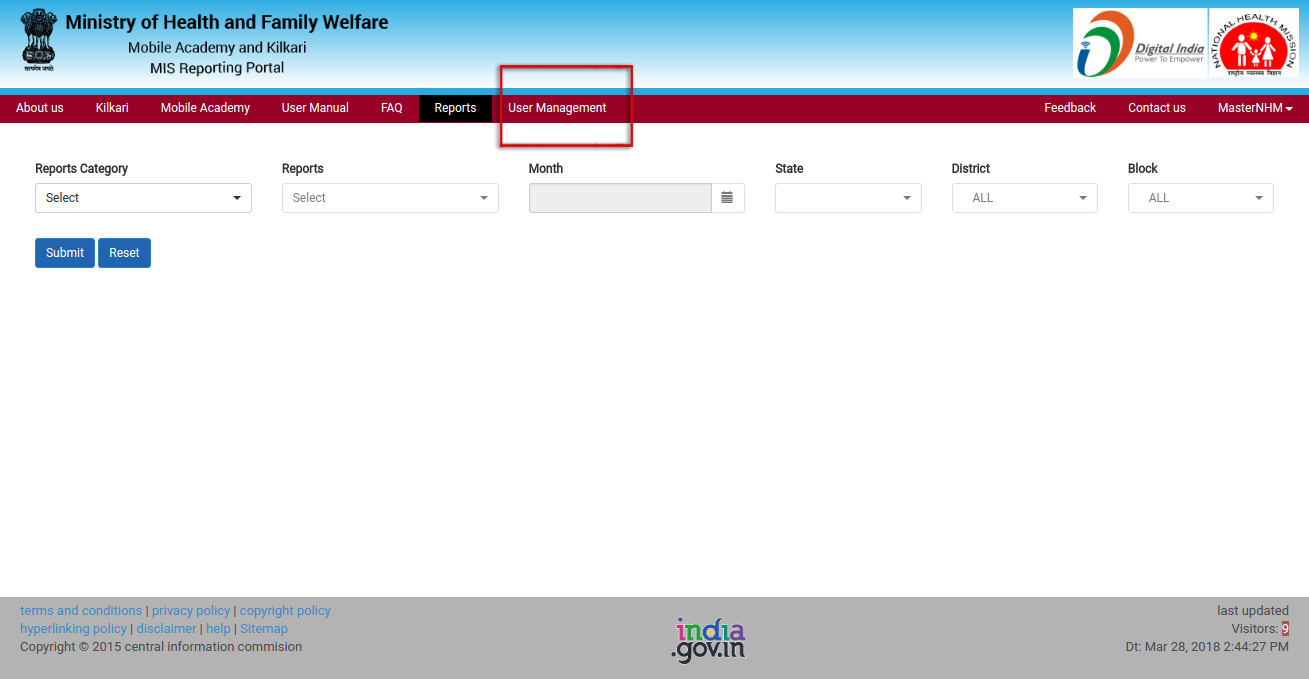 Ministry of Health and Family Welfare
Mobile Academy and Kilkari
MIS Reporting Portal
सत्यमेव जयते
Digital India
Power To Empower
NATIONAL HEALTH MISSION
राष्ट्रीय स्वास्थ्य मिशन
About us Kilkari Mobile Academy User Manual FAQ Reports User Management Feedback Contact us MasterNHM
Reports Category Reports Month State District Block
Select Select ALL ALL
Submit Reset
terms and conditions | privacy policy | copyright policy
hyperlinking policy | disclaimer | help | Sitemap
Copyright © 2015 central information commision
india
.gov.in
last updated
Visitors: 9
Dt: Mar 28, 2018 2:44:27 PM